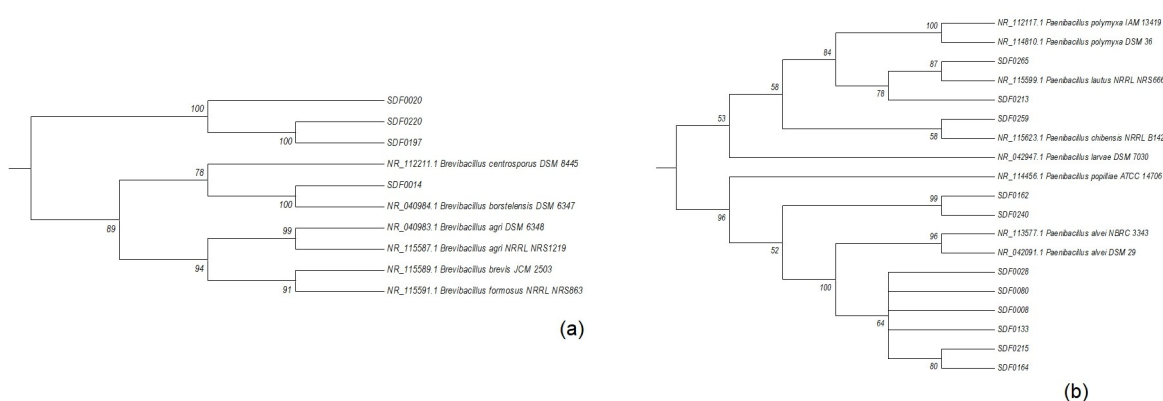 SDF0020
100
SDF0220
100
SDF0197
NR_112211.1 Brevibacillus centrosporus DSM 8445
78
SDF0014
100
NR_040984.1 Brevibacillus borstelensis DSM 6347
89
NR_040983.1 Brevibacillus agri DSM 6348
99
NR_115587.1 Brevibacillus agri NRRL NRS1219
94
NR_115589.1 Brevibacillus brevis JCM 2503
91
NR_115591.1 Brevibacillus formosus NRRL NRS863
(a)
NR_112117.1 Paenibacillus polymyxa IAM 13419
100
NR_114810.1 Paenibacillus polymyxa DSM 36
84
SDF0265
87
NR_115599.1 Paenibacillus lautus NRRL NRS666
78
SDF0213
58
SDF0259
58
NR_115623.1 Paenibacillus chibensis NRRL B142
53
NR_042947.1 Paenibacillus larvae DSM 7030
NR_114456.1 Paenibacillus popilliae ATCC 14706
96
SDF0162
99
SDF0240
52
NR_113577.1 Paenibacillus alvei NBRC 3343
96
NR_042091.1 Paenibacillus alvei DSM 29
100
SDF0028
SDF0080
SDF0008
64
SDF0133
SDF0215
80
SDF0164
(b)